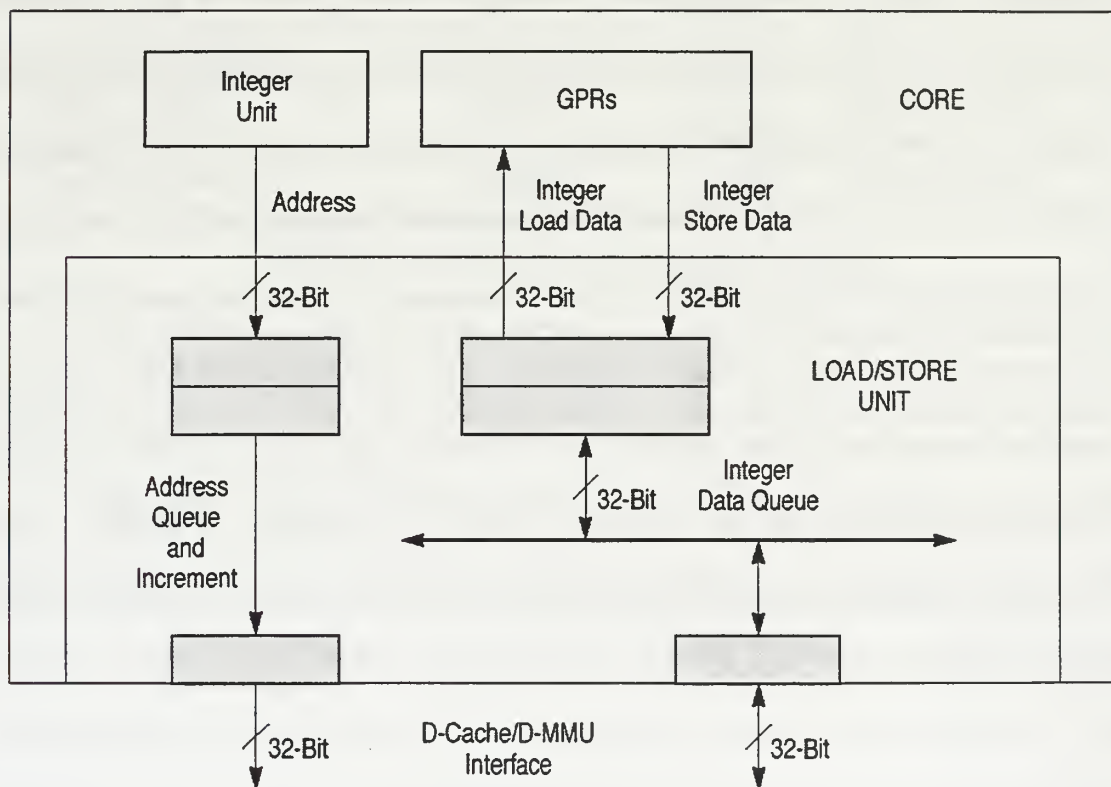 Integer
Unit
GPRs
CORE
Address
Integer
Load Data
Integer
Store Data
32-Bit
32-Bit
32-Bit
LOAD/STORE
UNIT
Address
Queue
and
Increment
32-Bit
Integer
Data Queue
32-Bit
D-Cache/D-MMU
Interface
32-Bit